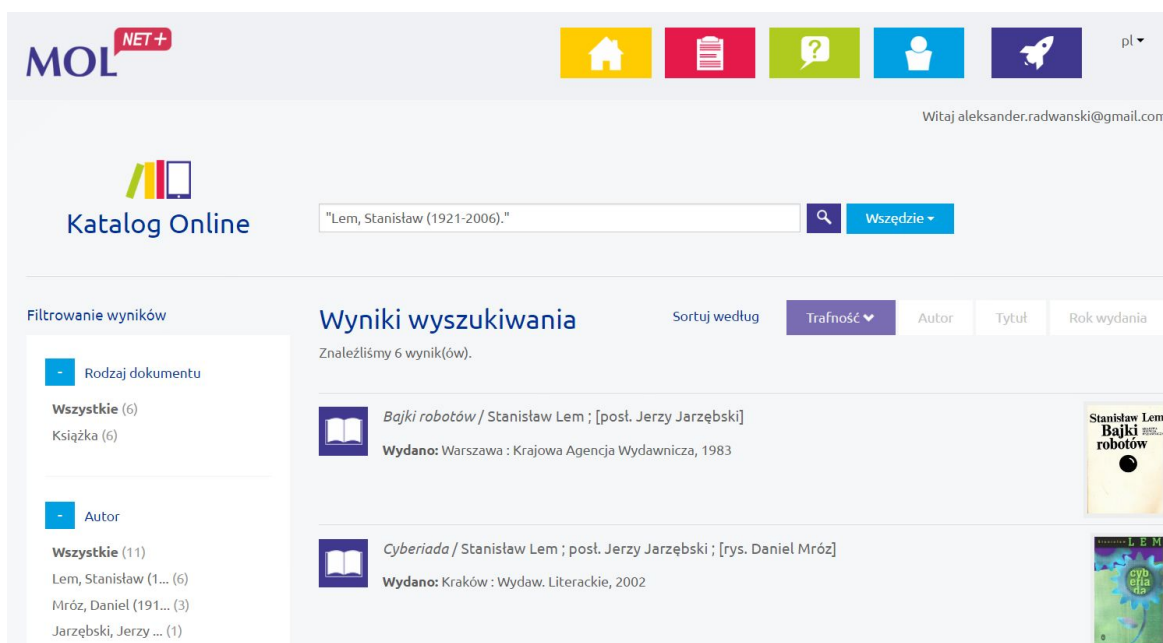 MOL NET+
pl
Witaj aleksander.radwanski@gmail.com
Katalog Online
"Lem, Stanisław (1921-2006)."
Wszędzie
Filtrowanie wyników
- Rodzaj dokumentu
Wszystkie (6)
Książka (6)
- Autor
Wszystkie (11)
Lem, Stanisław (1... (6)
Mróz, Daniel (191... (3)
Jarzębski, Jerzy ... (1)
Wyniki wyszukiwania
Sortuj według Trafność Autor Tytuł Rok wydania
Znaleźliśmy 6 wynik(ów).
Bajki robotów / Stanisław Lem ; [posł. Jerzy Jarzębski]
Wydano: Warszawa : Krajowa Agencja Wydawnicza, 1983
Stanisław Lem
Bajki
robotów
Cyberiada / Stanisław Lem ; posł. Jerzy Jarzębski ; [rys. Daniel Mróz]
Wydano: Kraków : Wydaw. Literackie, 2002
LEM
cyb
eria
da